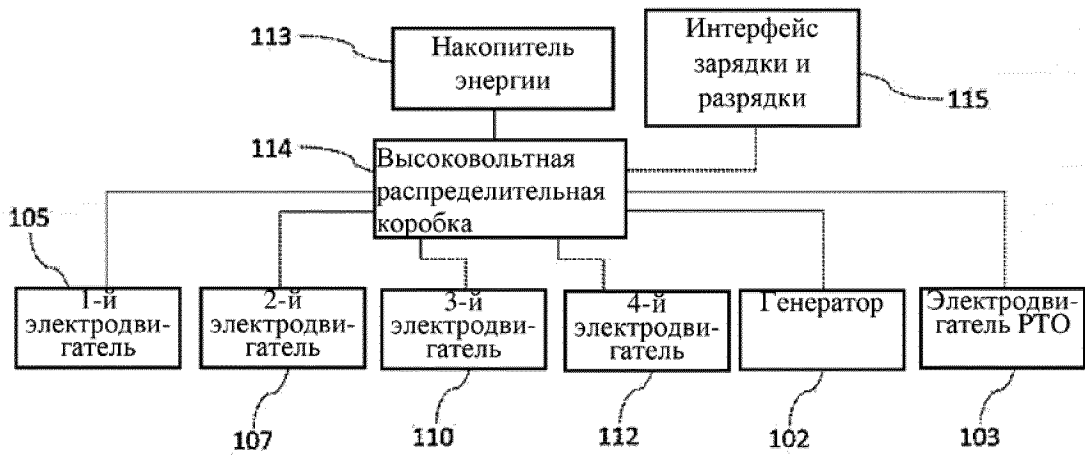 113
Накопитель
энергии
Интерфейс
зарядки и
разрядки
115
114
Высоковольтная
распределительная
коробка
105
1-й
электродви-
гатель
2-й
электродви-
гатель
3-й
электродви-
гатель
4-й
электродви-
гатель
Генератор
Электродви-
гатель РТО
107
110
112
102
103